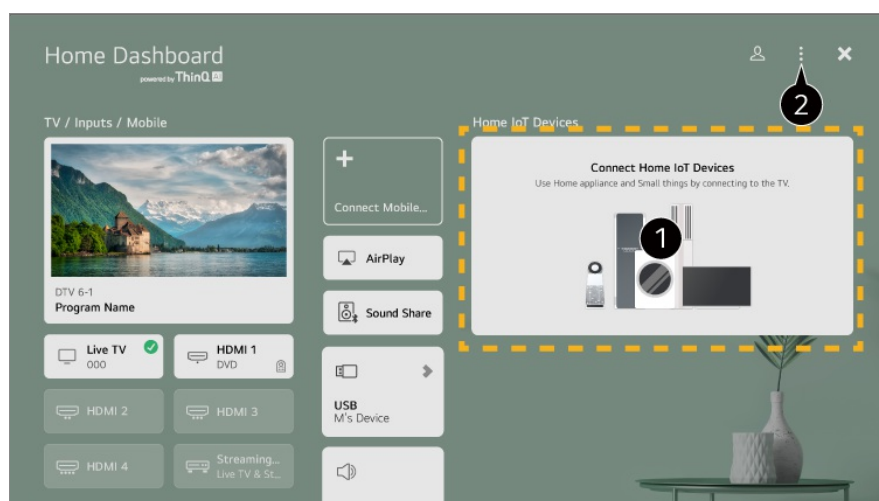 Home Dashboard
powered by ThinQ AI
2
TV / Inputs / Mobile
Home IoT Devices
DTV 6-1
Program Name
Live TV
000
HDMI 1
DVD
HDMI 2
HDMI 3
HDMI 4
Streaming...
Live TV & St...
Connect Mobile...
AirPlay
Sound Share
USB
M's Device
Connect Home IoT Devices
Use Home appliance and Small things by connecting to the TV.
1